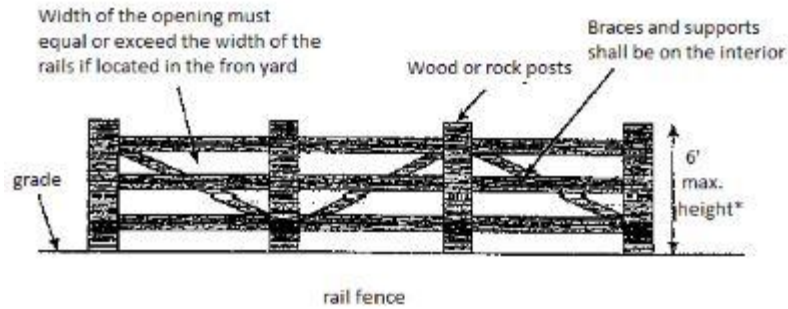 Width of the opening must
equal or exceed the width of the
rails if located in the fron yard
Braces and supports
shall be on the interior
Wood or rock posts
grade
6'
max.
height*
rail fence